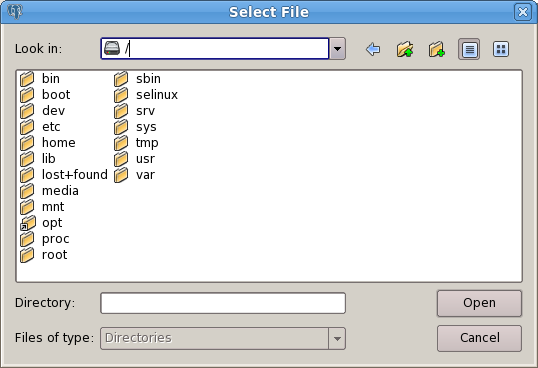 Select File
Look in: /
bin sbin
boot selinux
dev srv
etc sys
home tmp
lib usr
lost+found var
media
mnt
opt
proc
root
Directory: Open
Files of type: Directories Cancel